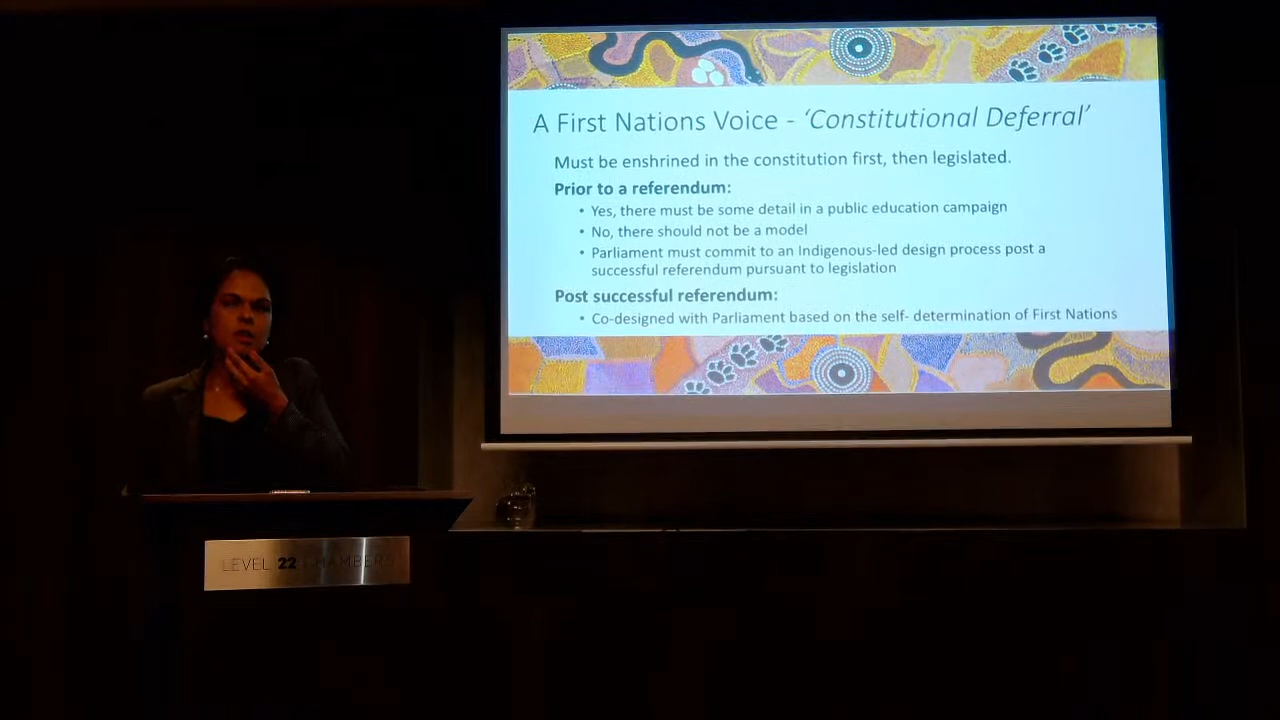 A First Nations Voice - ‘Constitutional Deferral’
Must be enshrined in the constitution first, then legislated.
Prior to a referendum:
• Yes, there must be some detail in a public education campaign
• No, there should not be a model
• Parliament must commit to an Indigenous-led design process post a
successful referendum pursuant to legislation
Post successful referendum:
• Co-designed with Parliament based on the self- determination of First Nations
LEVEL 22 CHAMBERS